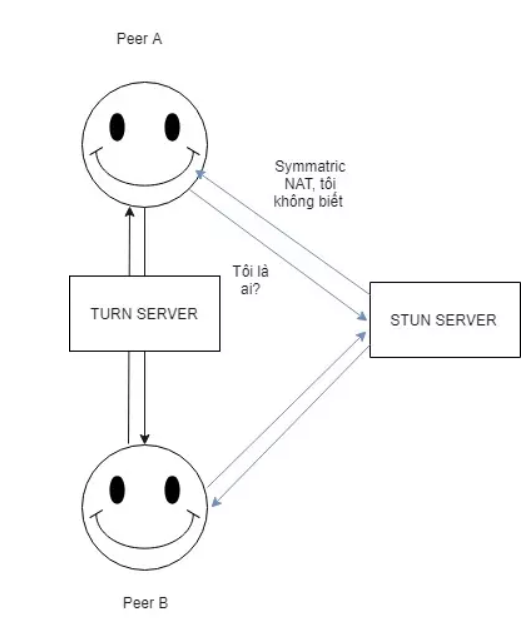 Peer A
Symmatric
NAT, tôi
không biết
Tôi là
ai?
TURN SERVER
STUN SERVER
Peer B